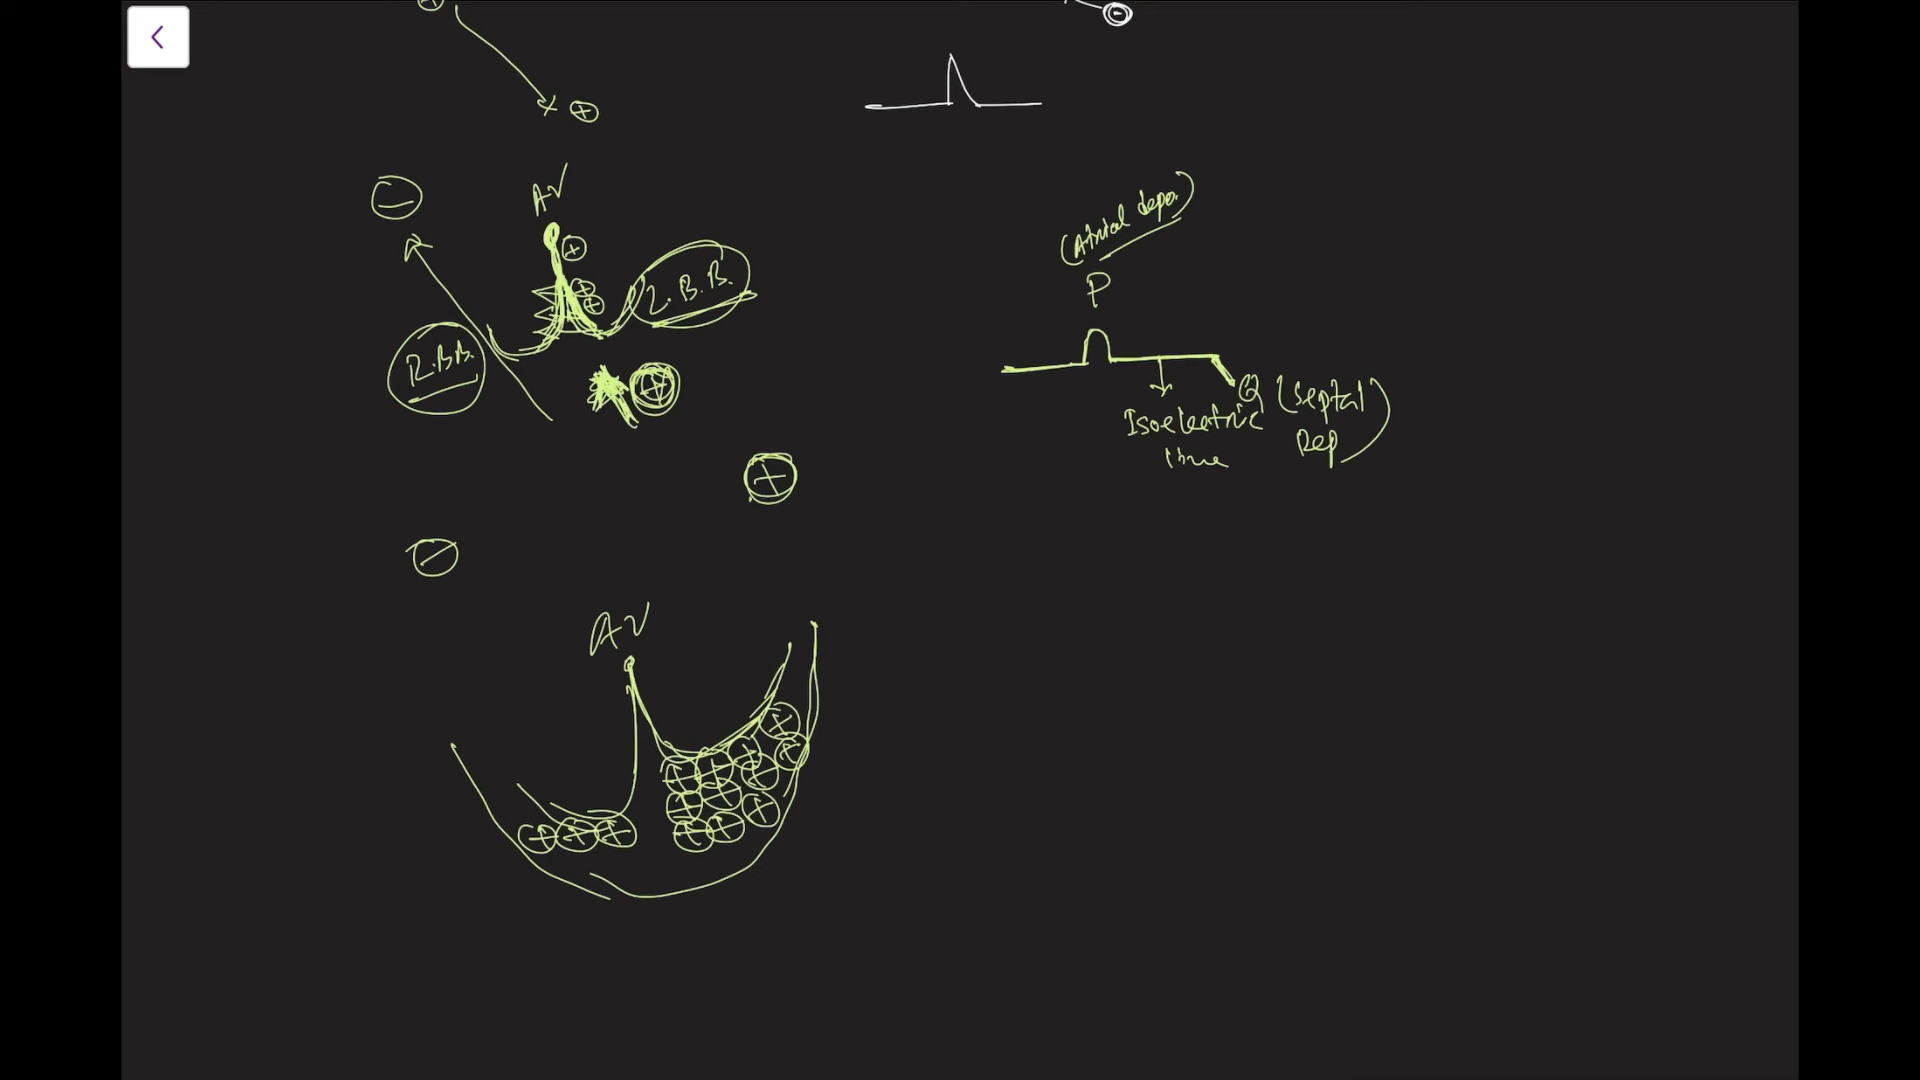 AV
L.B.B.
R.B.B.
(Atrial depo.)
P
Isoelectric
line
Q (Septal)
Dep
AV